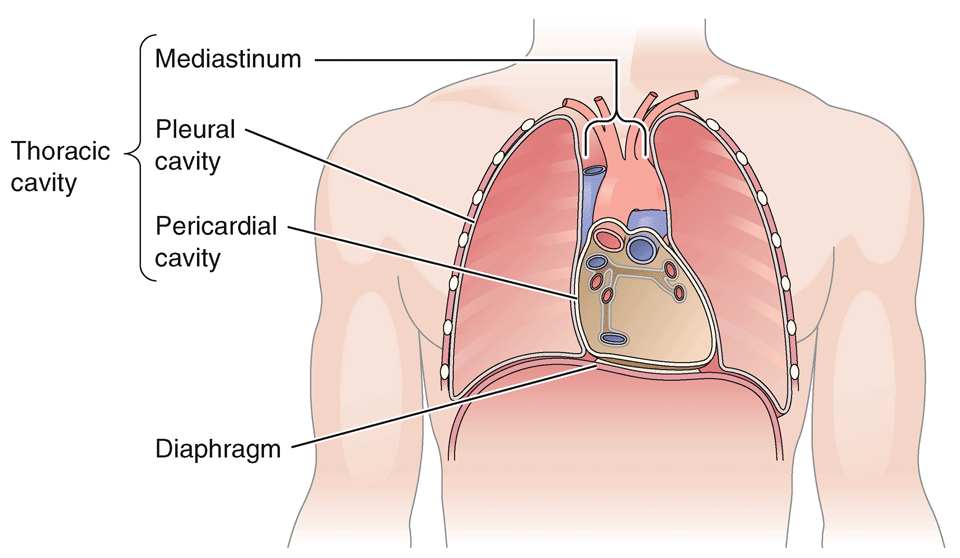 Mediastinum
Pleural
cavity
Thoracic
cavity
Pericardial
cavity
Diaphragm